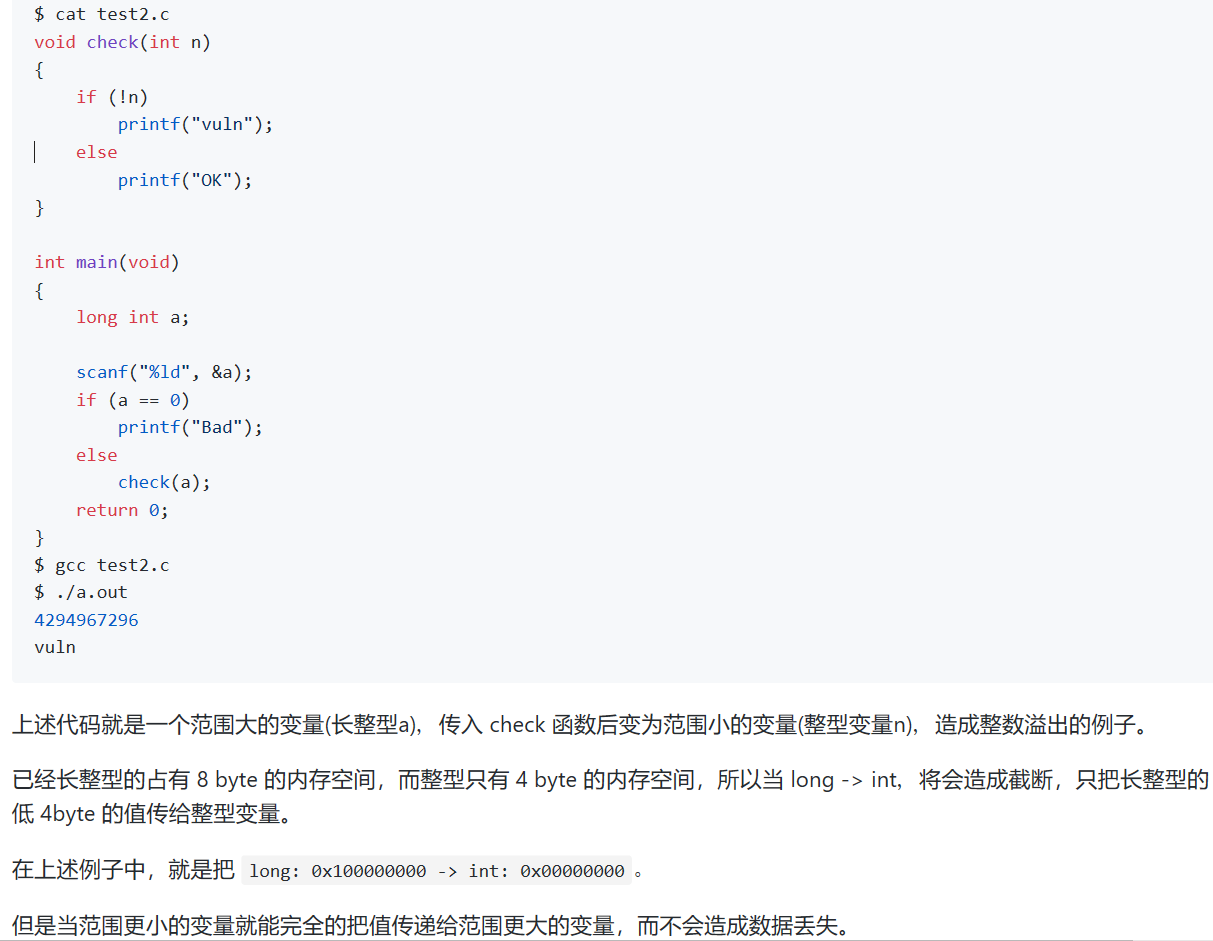 $ cat test2.c
void check(int n)
{
    if (!n)
        printf("vuln");
    else
        printf("OK");
}

int main(void)
{
    long int a;

    scanf("%ld", &a);
    if (a == 0)
        printf("Bad");
    else
        check(a);
    return 0;
}
$ gcc test2.c
$ ./a.out
4294967296
vuln
上述代码就是一个范围大的变量(长整型a)，传入 check 函数后变为范围小的变量(整型变量n)，造成整数溢出的例子。
已经长整型的占有 8 byte 的内存空间，而整型只有 4 byte 的内存空间，所以当 long -> int，将会造成截断，只把长整型的
低 4byte 的值传给整型变量。
在上述例子中，就是把 long: 0x100000000 -> int: 0x00000000 。
但是当范围更小的变量就能完全的把值传递给范围更大的变量，而不会造成数据丢失。